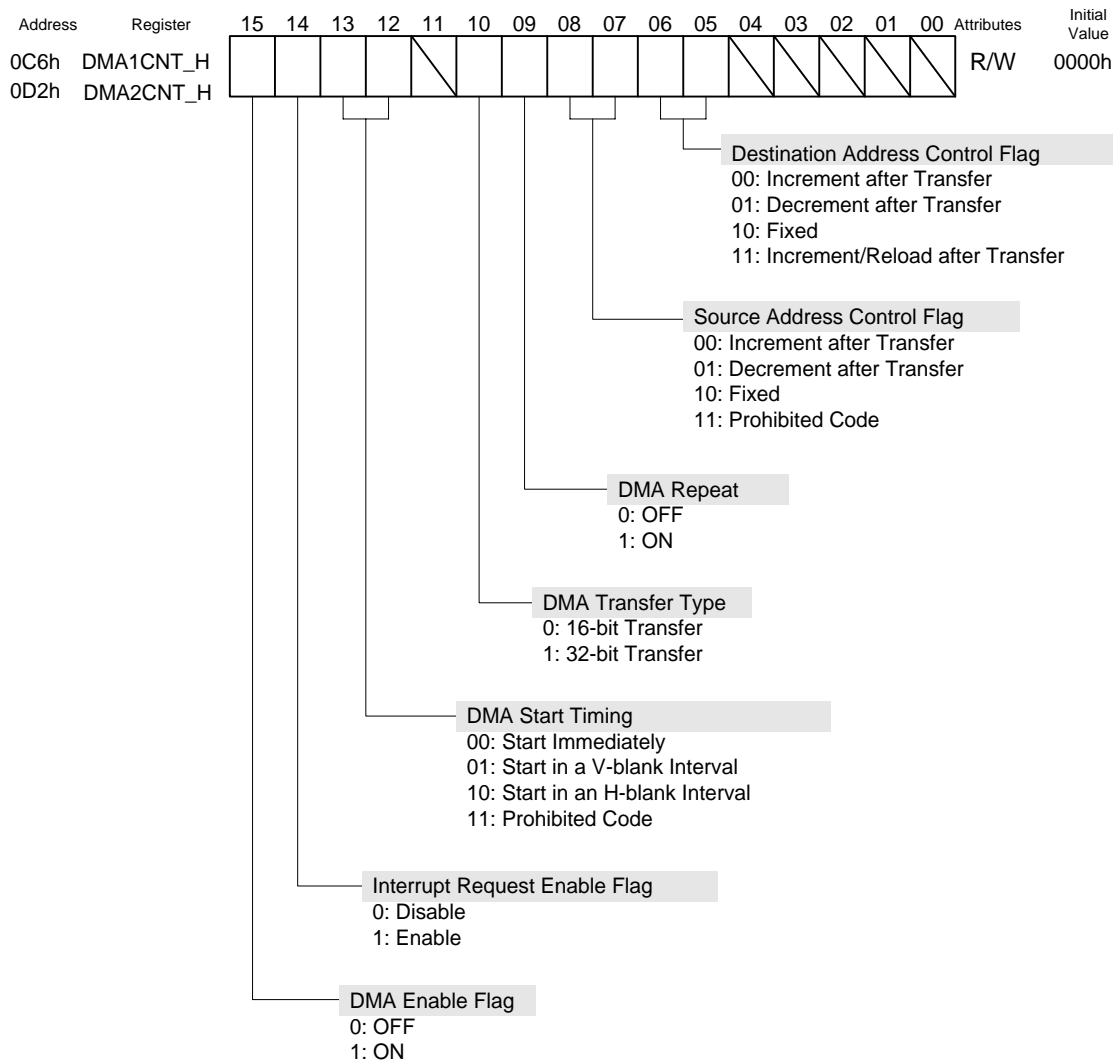 Address Register 15 14 13 12 11 10 09 08 07 06 05 04 03 02 01 00 Attributes Initial Value
0C6h DMA1CNT_H R/W 0000h
0D2h DMA2CNT_H
Destination Address Control Flag
00: Increment after Transfer
01: Decrement after Transfer
10: Fixed
11: Increment/Reload after Transfer
Source Address Control Flag
00: Increment after Transfer
01: Decrement after Transfer
10: Fixed
11: Prohibited Code
DMA Repeat
0: OFF
1: ON
DMA Transfer Type
0: 16-bit Transfer
1: 32-bit Transfer
DMA Start Timing
00: Start Immediately
01: Start in a V-blank Interval
10: Start in an H-blank Interval
11: Prohibited Code
Interrupt Request Enable Flag
0: Disable
1: Enable
DMA Enable Flag
0: OFF
1: ON